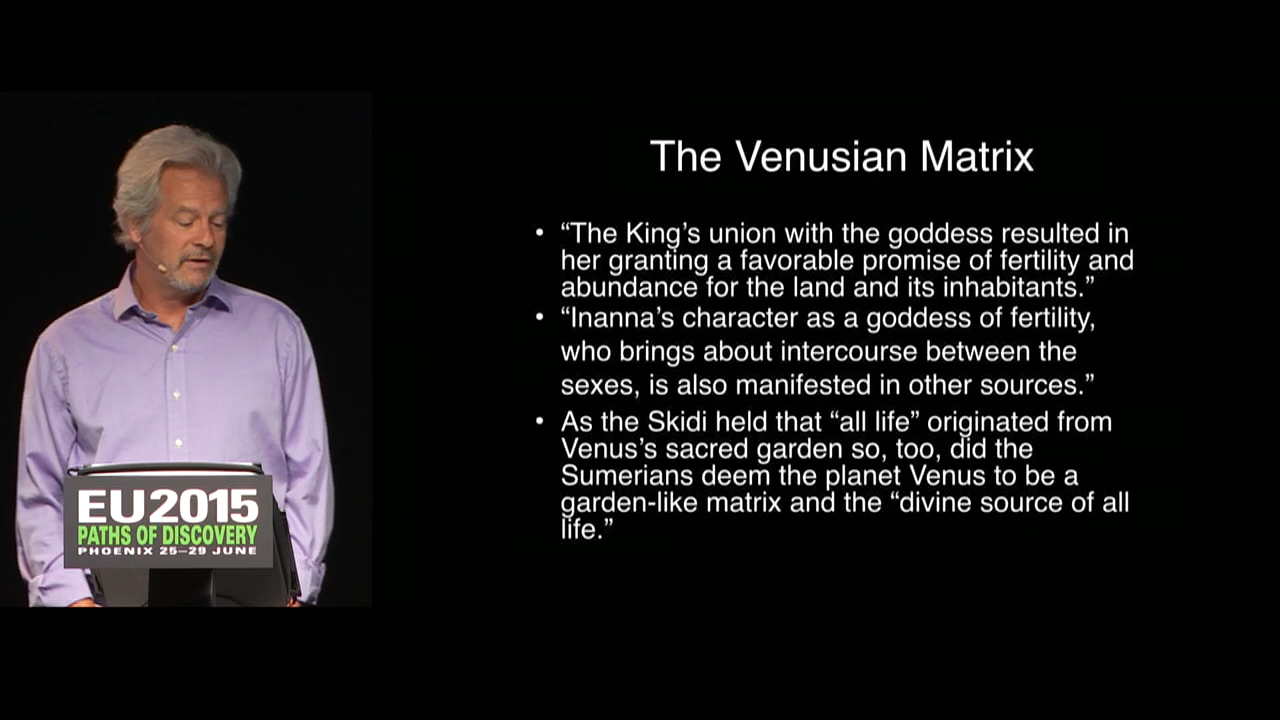 The Venusian Matrix
• “The King’s union with the goddess resulted in
her granting a favorable promise of fertility and
abundance for the land and its inhabitants.”
• “Inanna’s character as a goddess of fertility,
who brings about intercourse between the
sexes, is also manifested in other sources.”
• As the Skidi held that “all life” originated from
Venus’s sacred garden so, too, did the
Sumerians deem the planet Venus to be a
garden-like matrix and the “divine source of all
life.”
EU2015
PATHS OF DISCOVERY
PHOENIX 25–29 JUNE